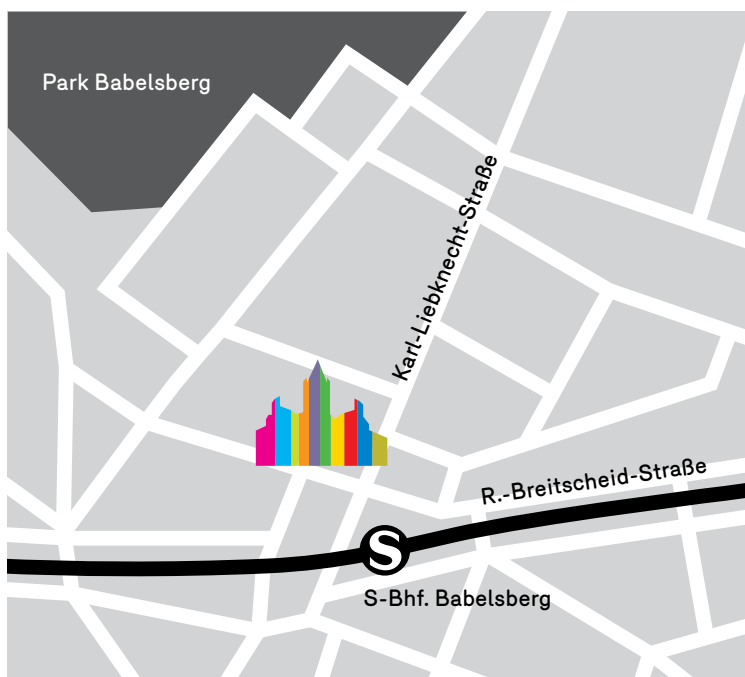 Park Babelsberg
Karl-Liebknecht-Straße
R.-Breitscheid-Straße
S
S-Bhf. Babelsberg